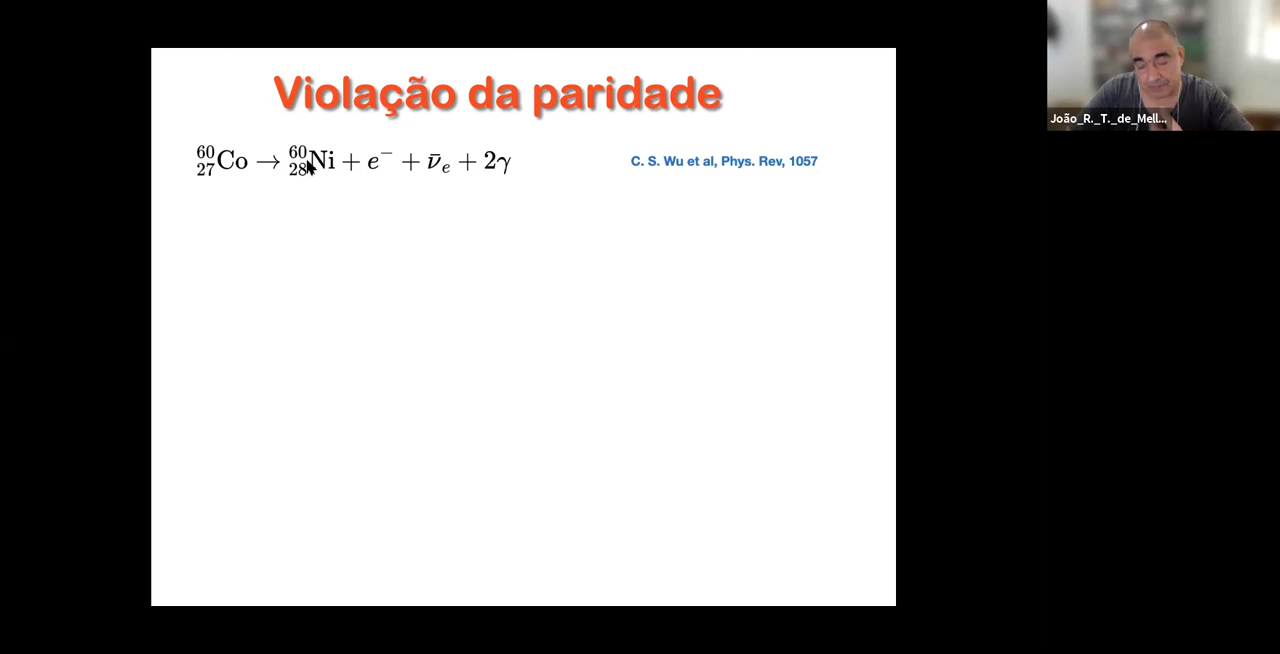 Violação da paridade
⁶⁰₂₇Co → ⁶⁰₂₈Ni + e⁻ + ν̄ₑ + 2γ
C. S. Wu et al, Phys. Rev, 1057
João_R._T._de_Mell...